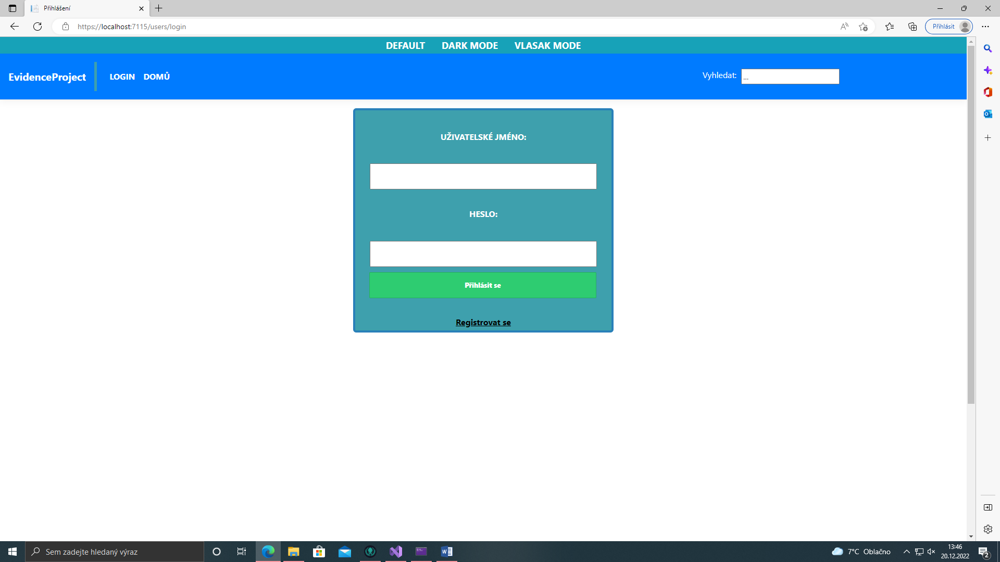 Přihlášení
https://localhost:7115/users/login
Přihlásit
DEFAULT DARK MODE VLASAK MODE
EvidenceProject LOGIN DOMŮ Vyhledat: ...
UŽIVATELSKÉ JMÉNO:
HESLO:
Přihlásit se
Registrovat se
Sem zadejte hledaný výraz
7°C Oblačno
13:46
20.12.2022
2